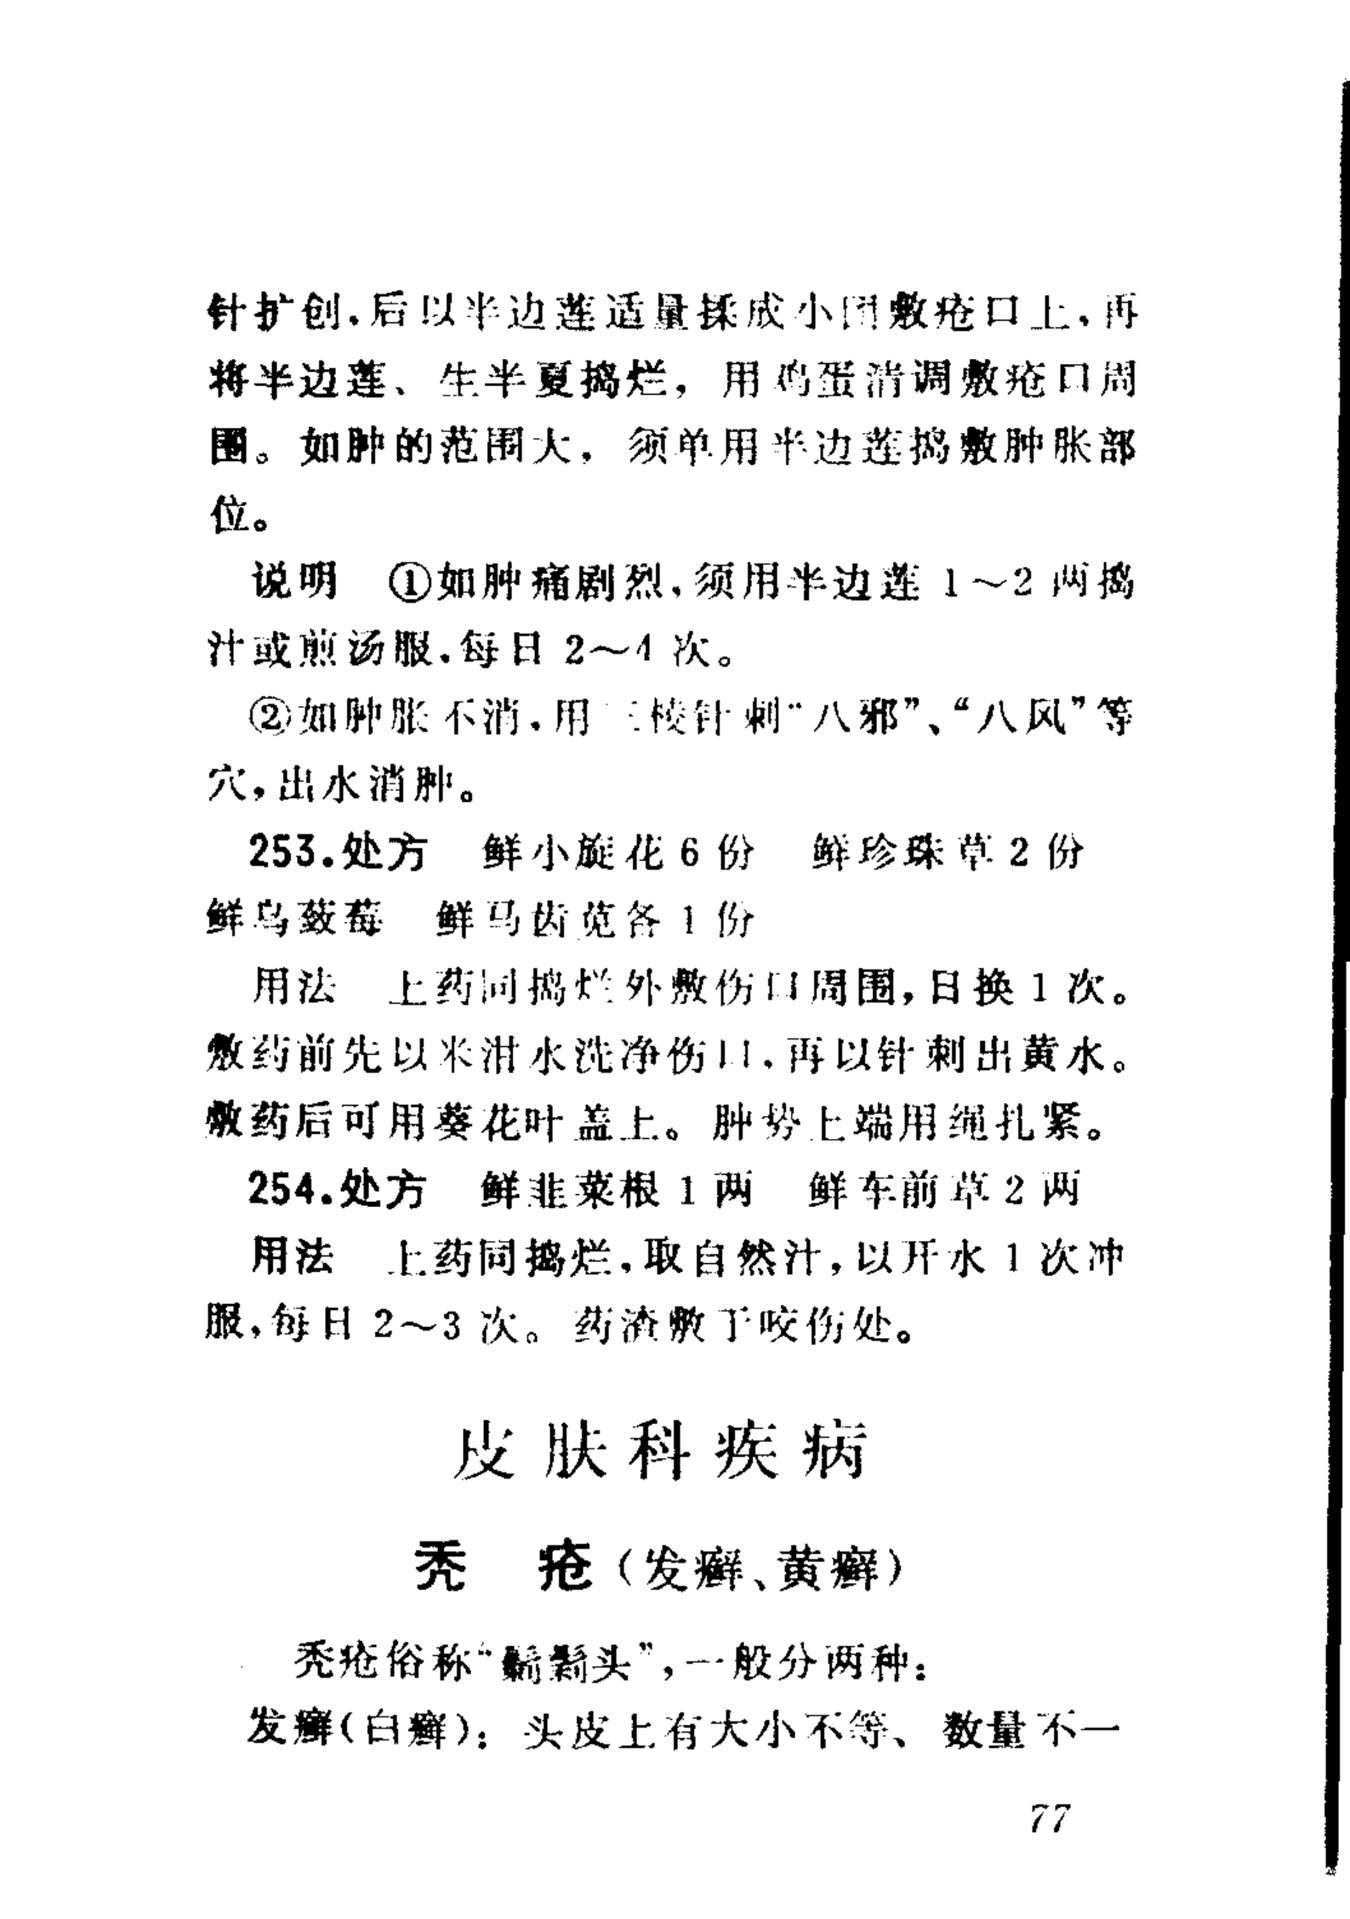 针扩创，后以半边莲适量揉成小团敷疮口上，再
将半边莲、生半夏捣烂，用鸡蛋清调敷疮口周
围。如肿的范围大，须单用半边莲捣敷肿胀部
位。
说明　①如肿痛剧烈，须用半边莲1～2两捣
汁或煎汤服，每日2～4次。
②如肿胀不消，用三棱针刺“八邪”、“八风”等
穴，出水消肿。
253.处方　鲜小旋花6份　鲜珍珠草2份
鲜乌蔹莓　鲜马齿苋各1份
用法　上药同捣烂外敷伤口周围，日换1次。
敷药前先以米泔水洗净伤口，再以针刺出黄水。
敷药后可用葵花叶盖上。肿势上端用绳扎紧。
254.处方　鲜韭菜根1两　鲜车前草2两
用法　上药同捣烂，取自然汁，以开水1次冲
服，每日2～3次。药渣敷于咬伤处。
皮肤科疾病
秃　疮（发癣、黄癣）
秃疮俗称“鬎鬁头”，一般分两种：
发癣（白癣）：头皮上有大小不等、数量不一
77